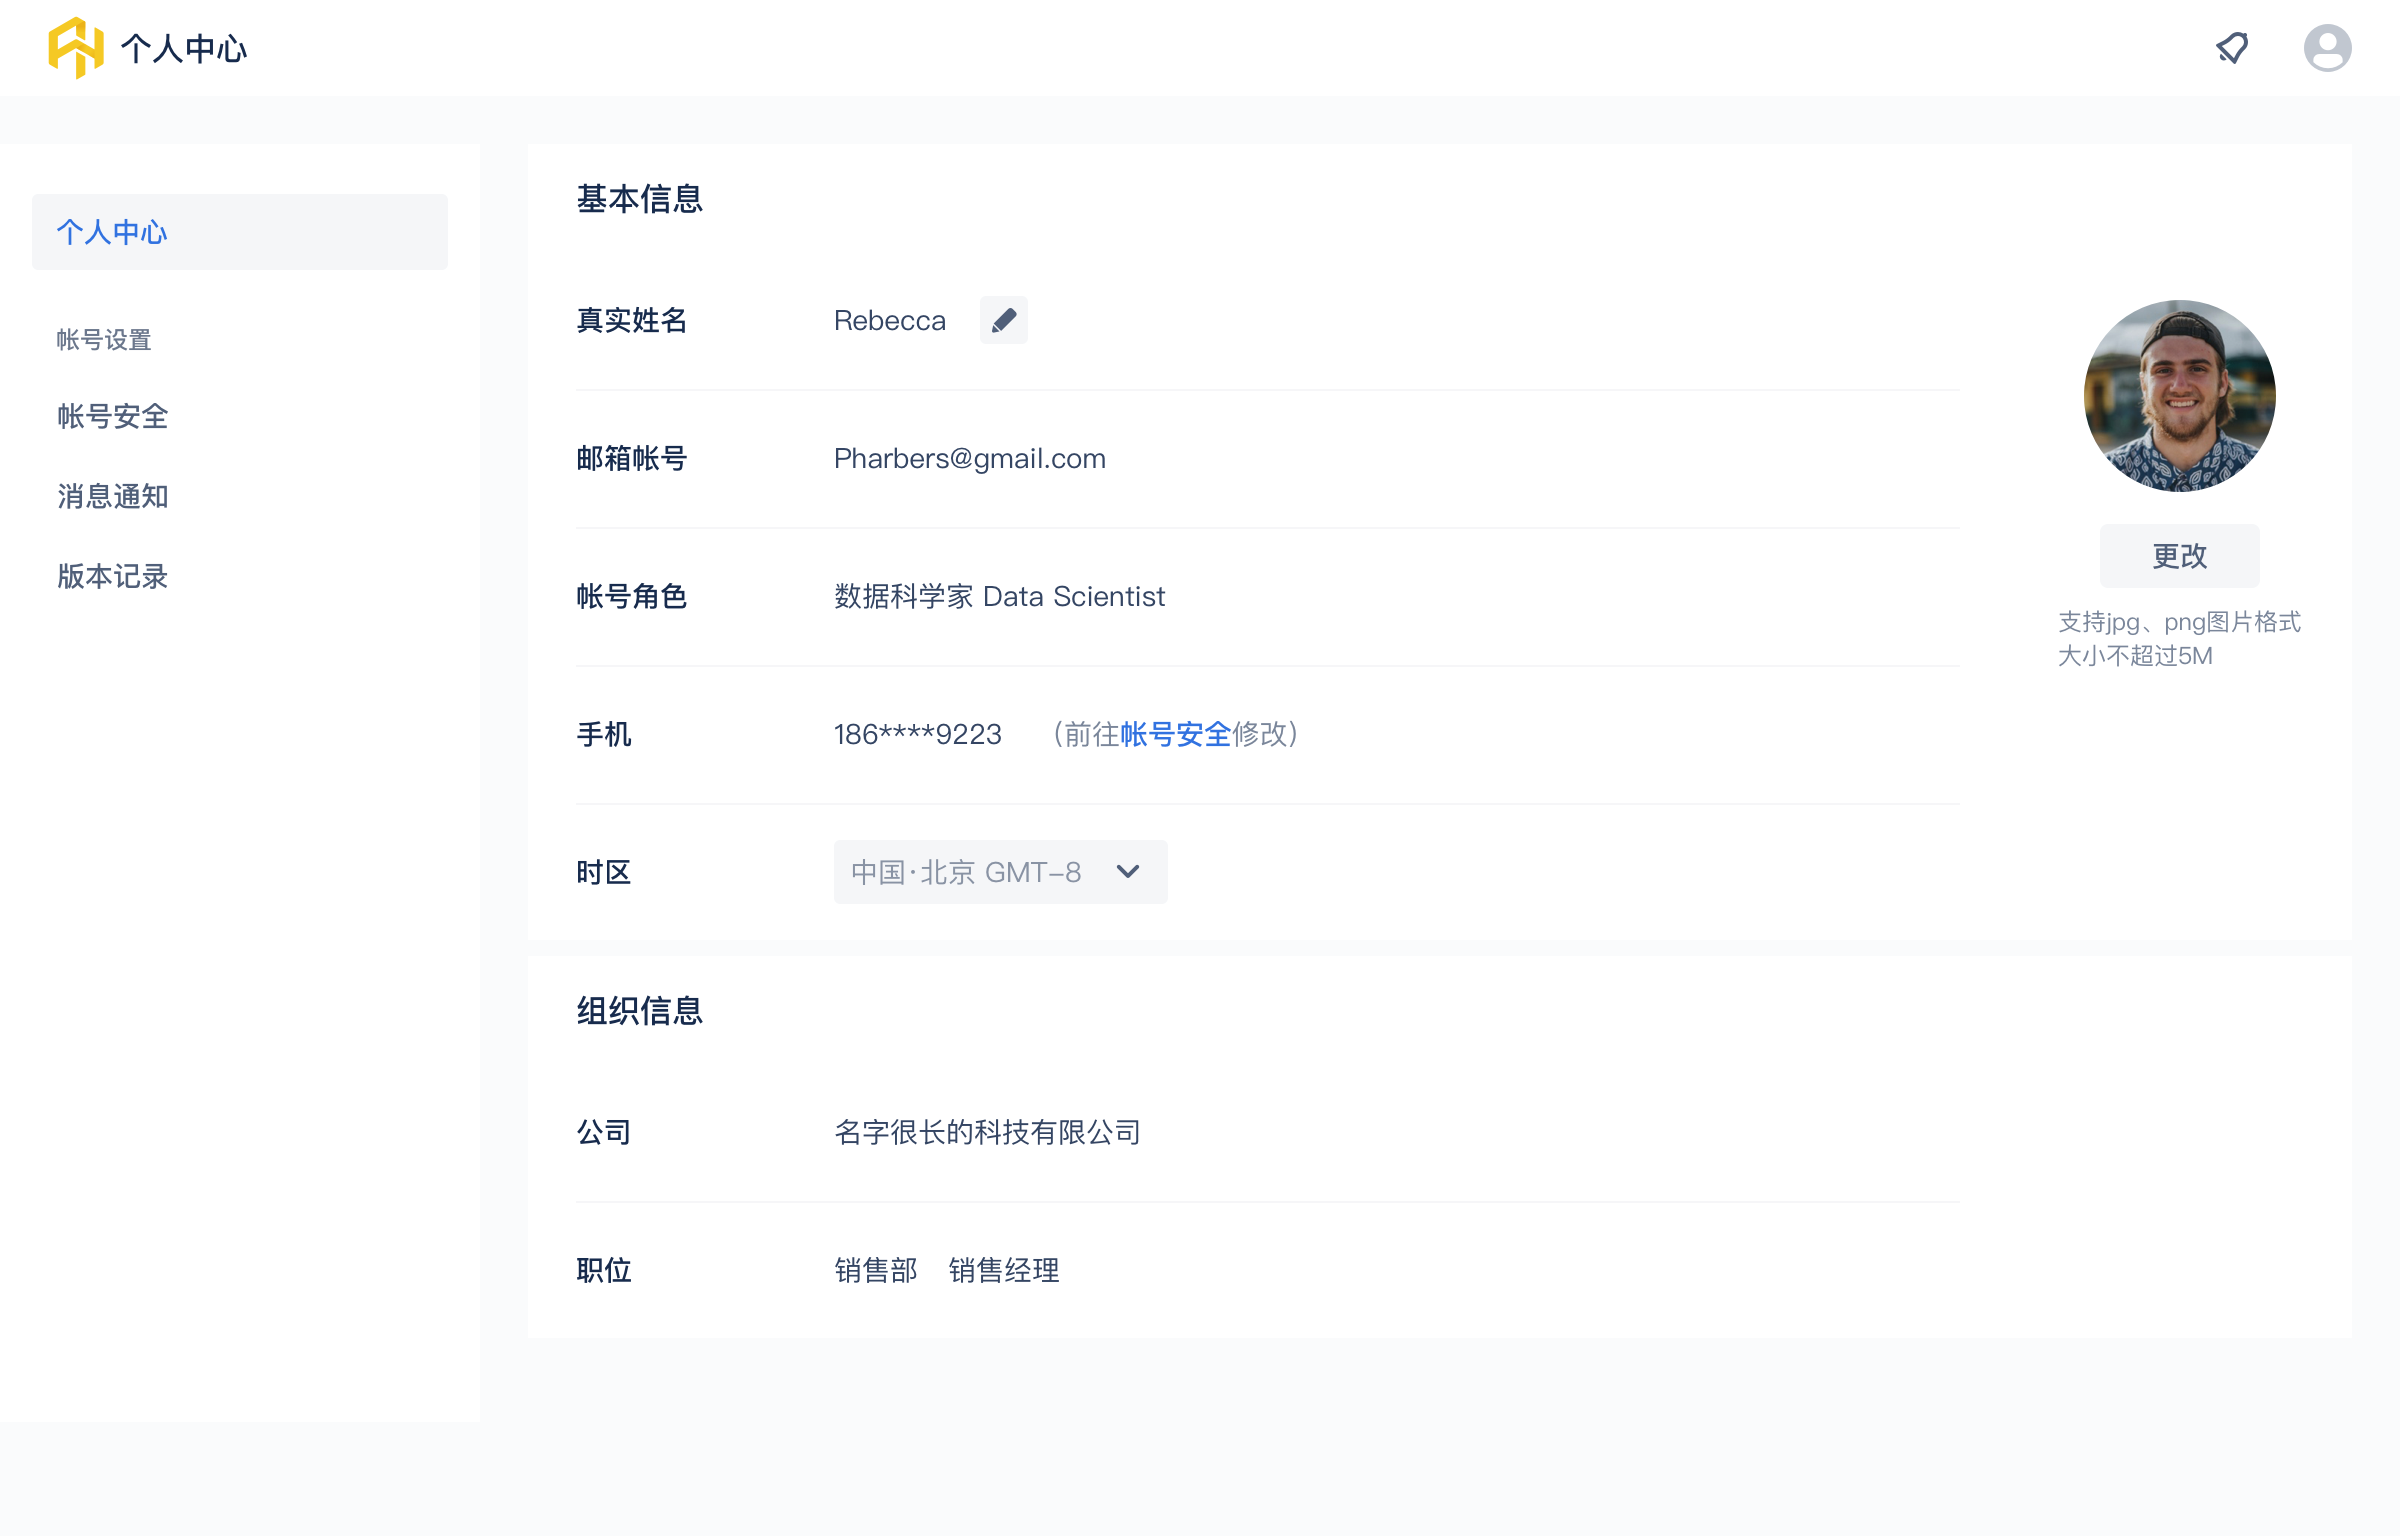 个人中心
个人中心
帐号设置
帐号安全
消息通知
版本记录
基本信息
真实姓名 Rebecca
邮箱帐号 Pharbers@gmail.com
帐号角色 数据科学家 Data Scientist
手机 186****9223 （前往帐号安全修改）
时区 中国·北京 GMT-8
更改
支持jpg、png图片格式
大小不超过5M
组织信息
公司 名字很长的科技有限公司
职位 销售部 销售经理